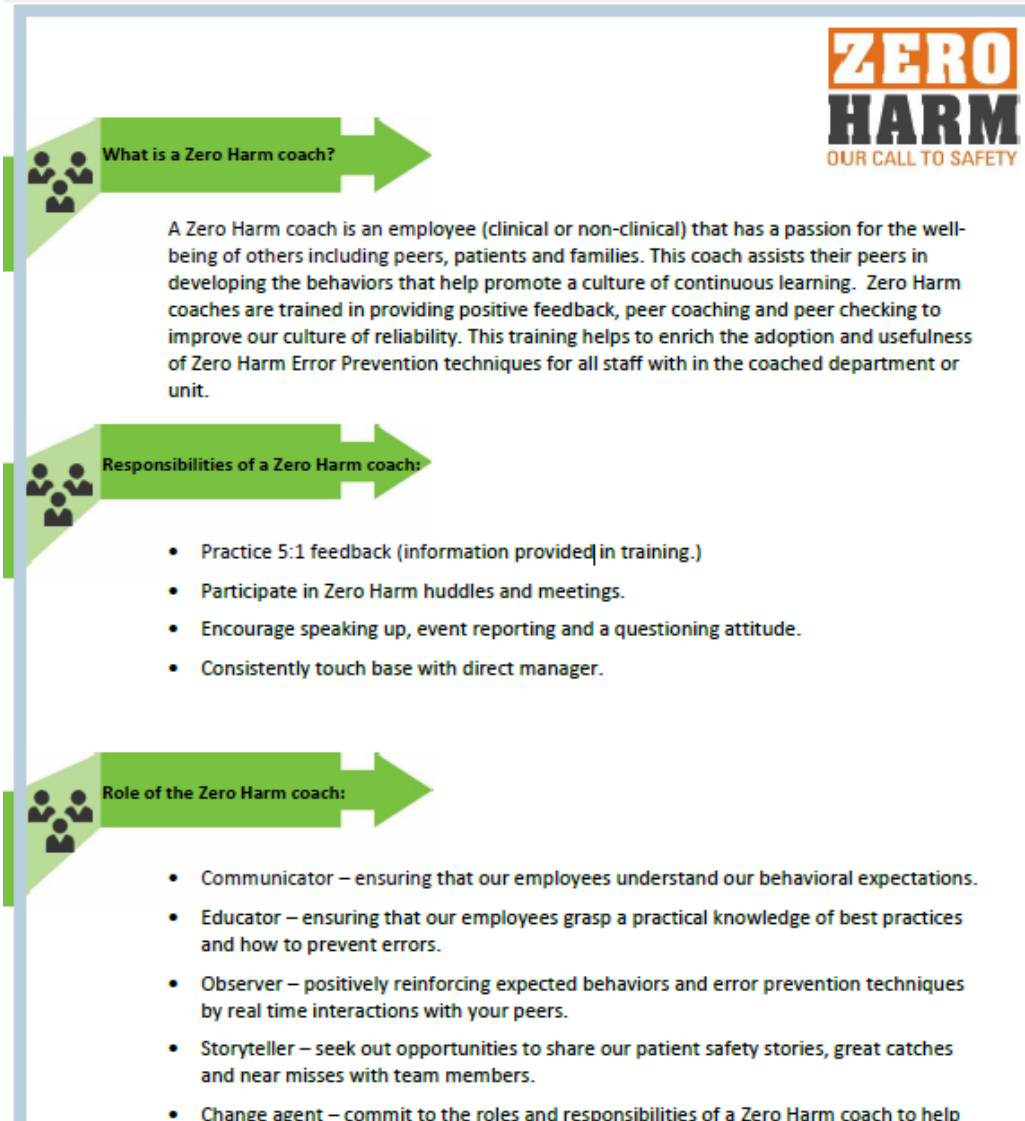 ZERO
HARM
OUR CALL TO SAFETY
What is a Zero Harm coach?
A Zero Harm coach is an employee (clinical or non-clinical) that has a passion for the well-
being of others including peers, patients and families. This coach assists their peers in
developing the behaviors that help promote a culture of continuous learning.  Zero Harm
coaches are trained in providing positive feedback, peer coaching and peer checking to
improve our culture of reliability. This training helps to enrich the adoption and usefulness
of Zero Harm Error Prevention techniques for all staff with in the coached department or
unit.
Responsibilities of a Zero Harm coach:
• Practice 5:1 feedback (information provided in training.)
• Participate in Zero Harm huddles and meetings.
• Encourage speaking up, event reporting and a questioning attitude.
• Consistently touch base with direct manager.
Role of the Zero Harm coach:
• Communicator – ensuring that our employees understand our behavioral expectations.
• Educator – ensuring that our employees grasp a practical knowledge of best practices
and how to prevent errors.
• Observer – positively reinforcing expected behaviors and error prevention techniques
by real time interactions with your peers.
• Storyteller – seek out opportunities to share our patient safety stories, great catches
and near misses with team members.
• Change agent – commit to the roles and responsibilities of a Zero Harm coach to help